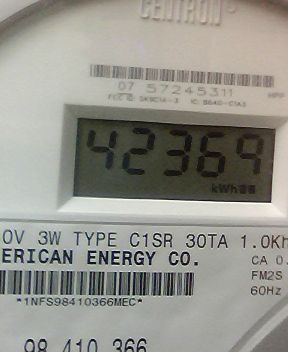 CENTRON
07 57245311
42369
kWh
0V 3W TYPE C1SR 30TA 1.0Kh
ERICAN ENERGY CO.
CA 0.
FM2S
*1NFS98410366MEC*
60Hz
98 410 366